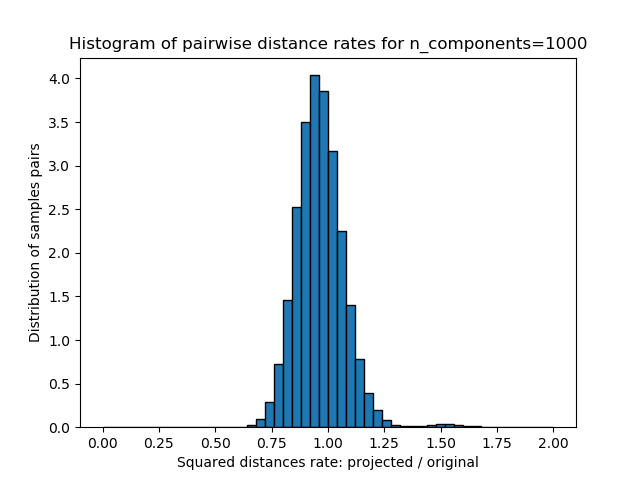 Histogram of pairwise distance rates for n_components=1000
Distribution of samples pairs
4.0
3.5
3.0
2.5
2.0
1.5
1.0
0.5
0.0
0.00 0.25 0.50 0.75 1.00 1.25 1.50 1.75 2.00
Squared distances rate: projected / original